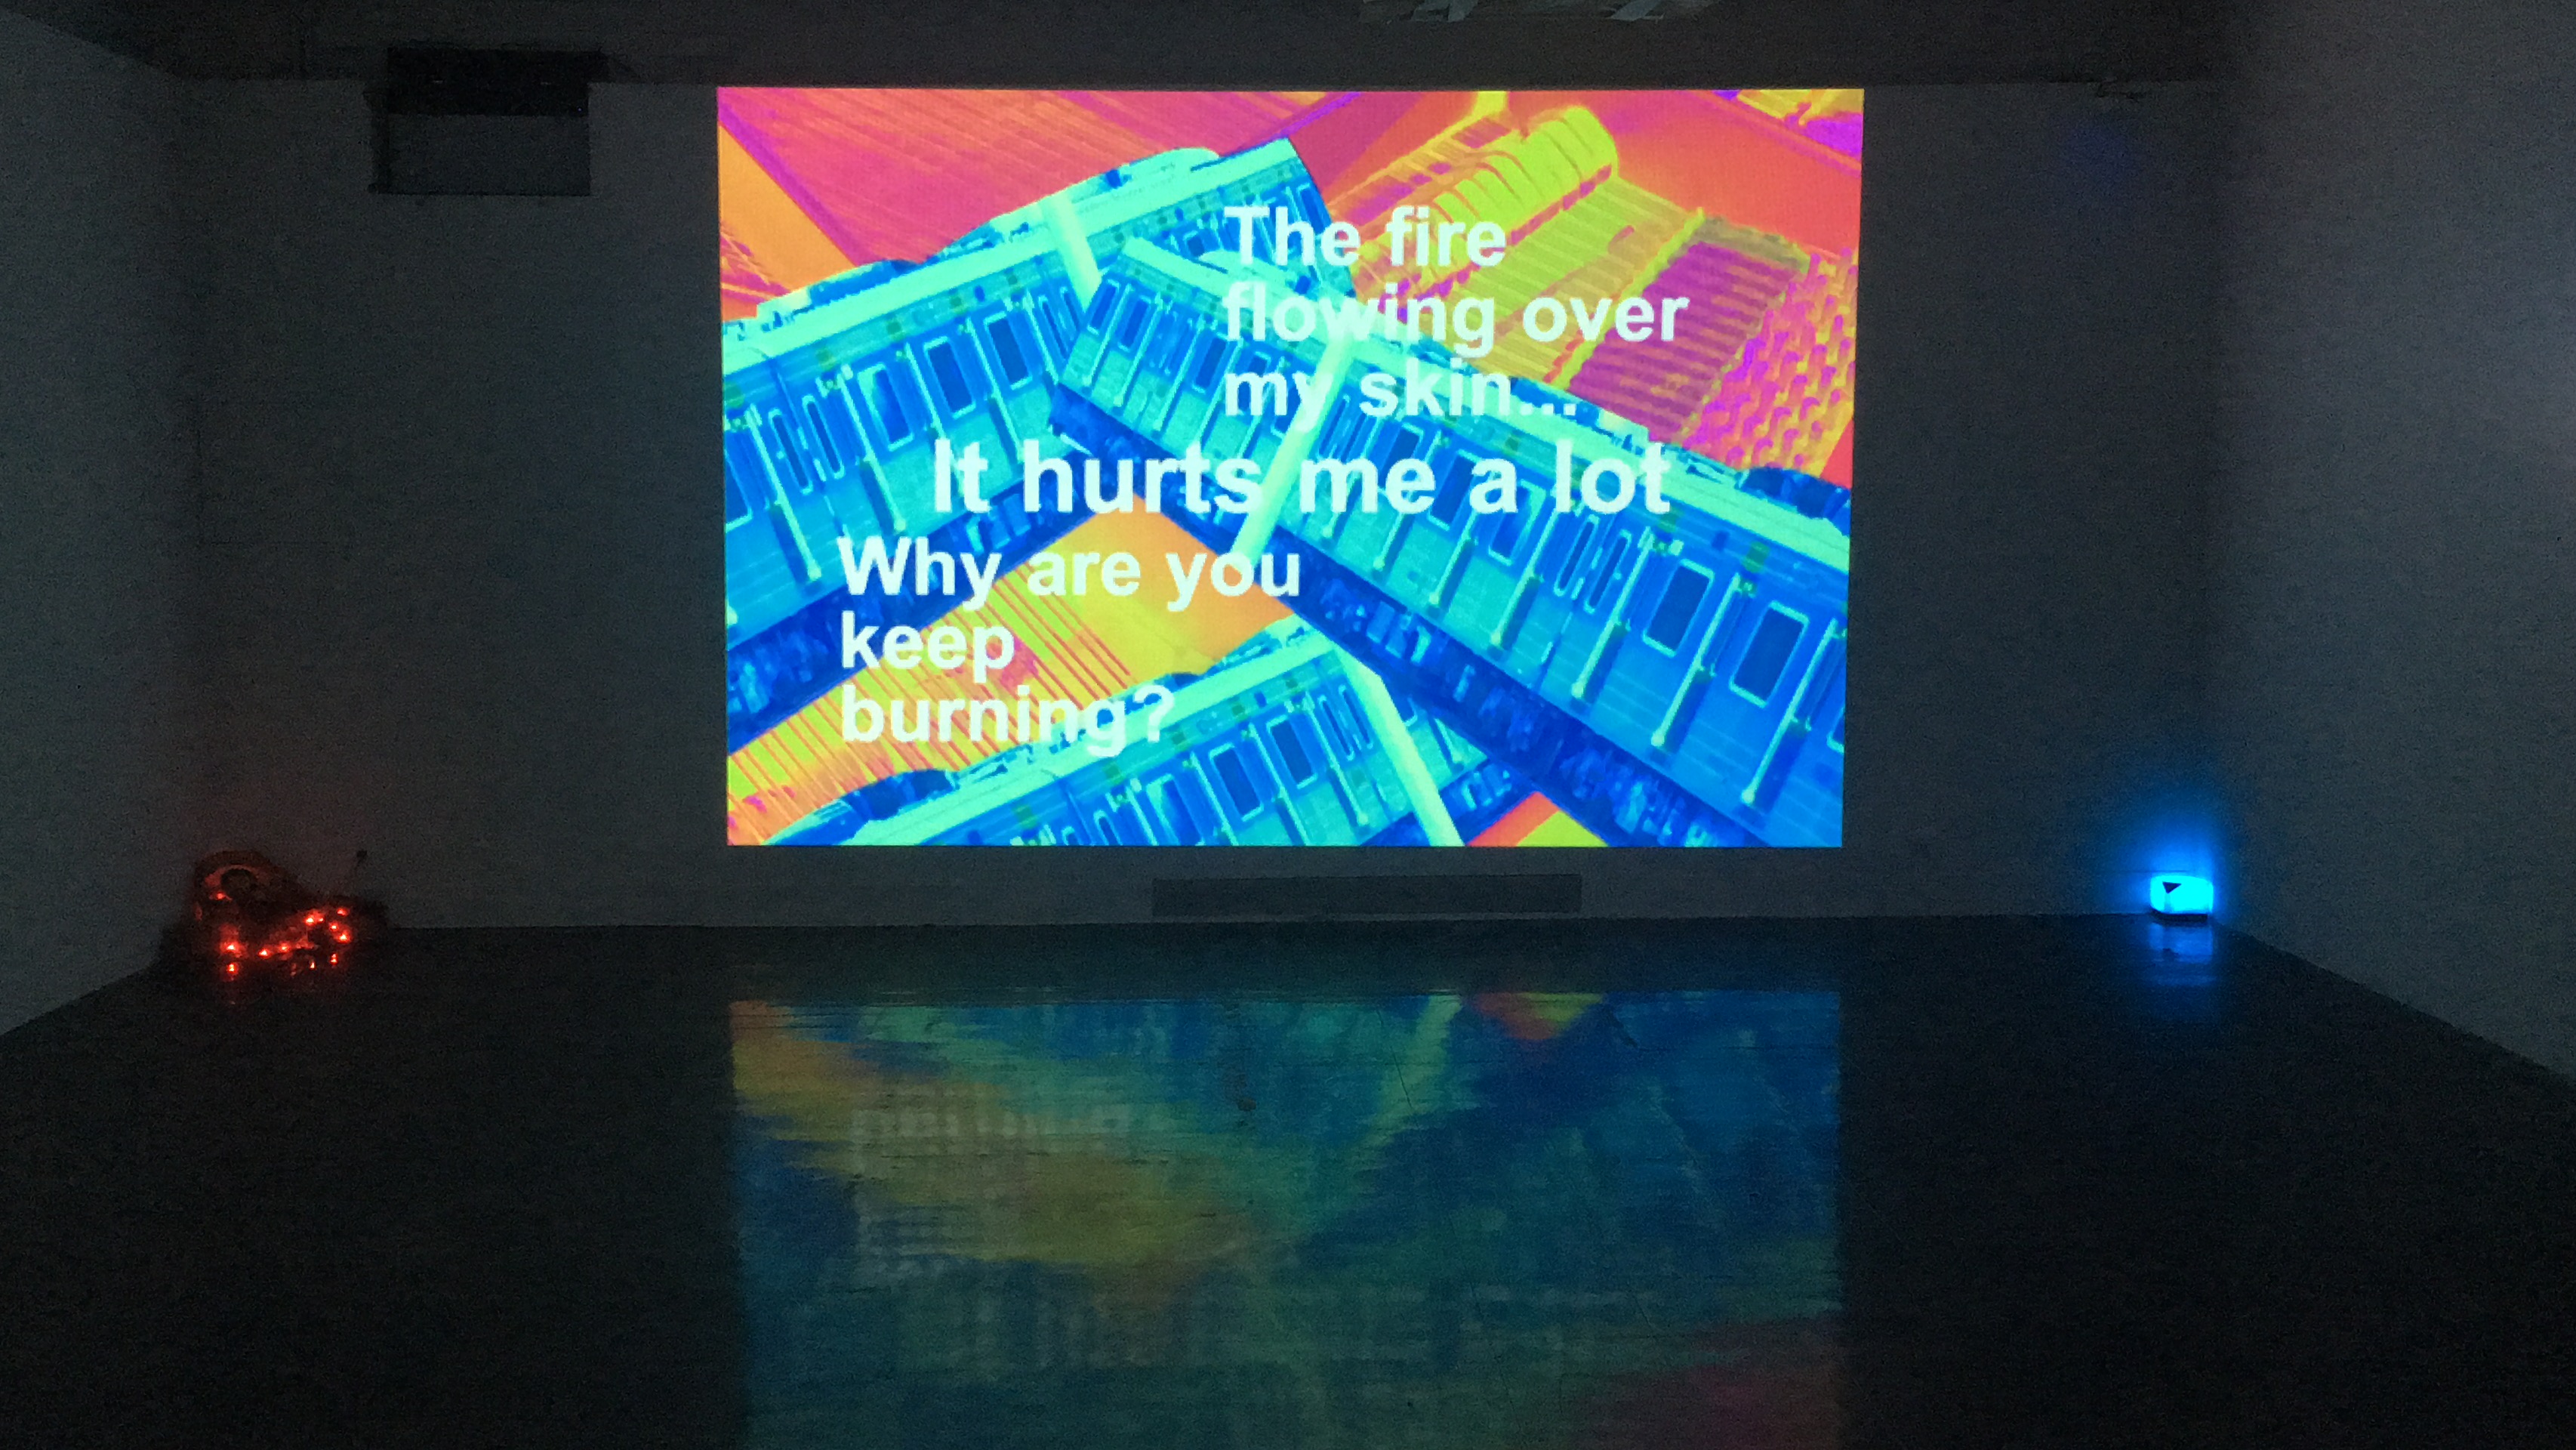 The fire
flowing over
my skin...
It hurts me a lot
Why are you
keep
burning?